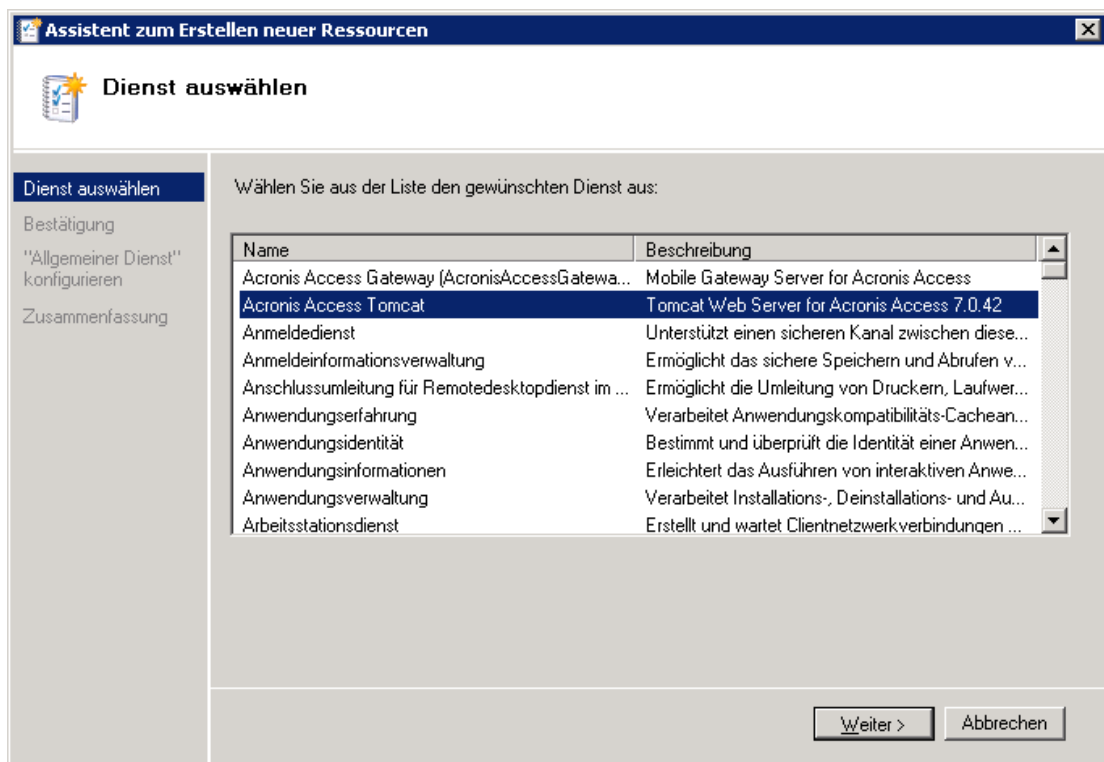 Assistent zum Erstellen neuer Ressourcen
Dienst auswählen
Dienst auswählen
Bestätigung
"Allgemeiner Dienst"
konfigurieren
Zusammenfassung
Wählen Sie aus der Liste den gewünschten Dienst aus:
Name Beschreibung
Acronis Access Gateway (AcronisAccessGatewa... Mobile Gateway Server for Acronis Access
Acronis Access Tomcat Tomcat Web Server for Acronis Access 7.0.42
Anmeldedienst Unterstützt einen sicheren Kanal zwischen diese...
Anmeldeinformationsverwaltung Ermöglicht das sichere Speichern und Abrufen v...
Anschlussumleitung für Remotedesktopdienst im ... Ermöglicht die Umleitung von Druckern, Laufwer...
Anwendungserfahrung Verarbeitet Anwendungskompatibilitäts-Cachean...
Anwendungsidentität Bestimmt und überprüft die Identität einer Anwen...
Anwendungsinformationen Erleichtert das Ausführen von interaktiven Anwe...
Anwendungsverwaltung Verarbeitet Installations-, Deinstallations- und Au...
Arbeitsstationsdienst Erstellt und wartet Clientnetzwerkverbindungen ...
Weiter > Abbrechen